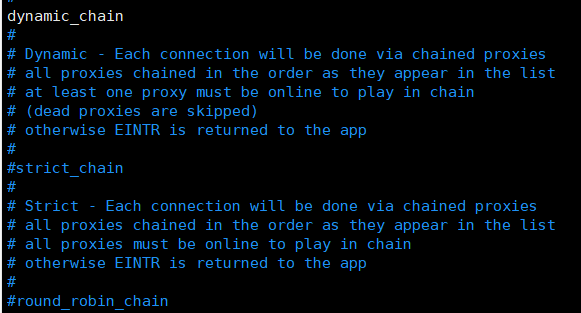 dynamic_chain
#
# Dynamic - Each connection will be done via chained proxies
# all proxies chained in the order as they appear in the list
# at least one proxy must be online to play in chain
# (dead proxies are skipped)
# otherwise EINTR is returned to the app
#
#strict_chain
#
# Strict - Each connection will be done via chained proxies
# all proxies chained in the order as they appear in the list
# all proxies must be online to play in chain
# otherwise EINTR is returned to the app
#
#round_robin_chain